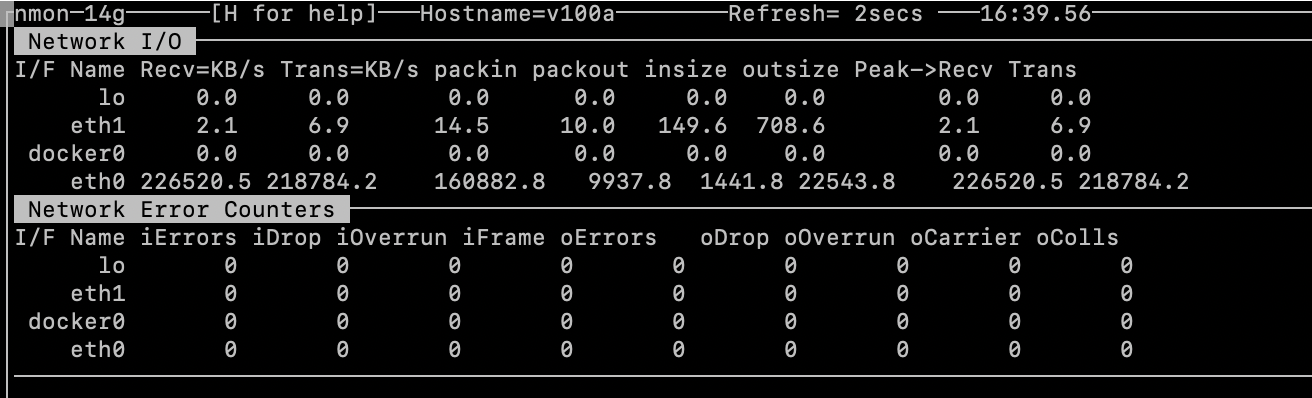 nmon-14g [H for help] Hostname=v100a Refresh= 2secs 16:39.56
Network I/O
I/F Name Recv=KB/s Trans=KB/s packin packout insize outsize Peak->Recv Trans
lo 0.0 0.0 0.0 0.0 0.0 0.0 0.0 0.0
eth1 2.1 6.9 14.5 10.0 149.6 708.6 2.1 6.9
docker0 0.0 0.0 0.0 0.0 0.0 0.0 0.0 0.0
eth0 226520.5 218784.2 160882.8 9937.8 1441.8 22543.8 226520.5 218784.2
Network Error Counters
I/F Name iErrors iDrop iOverrun iFrame oErrors oDrop oOverrun oCarrier oColls
lo 0 0 0 0 0 0 0 0 0
eth1 0 0 0 0 0 0 0 0 0
docker0 0 0 0 0 0 0 0 0 0
eth0 0 0 0 0 0 0 0 0 0